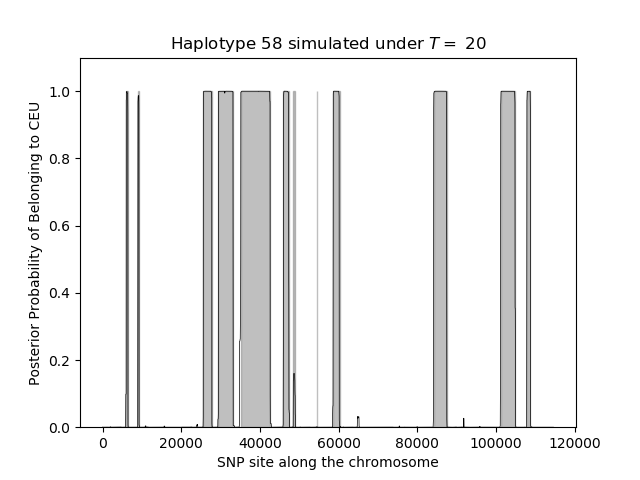 Haplotype 58 simulated under T = 20
Posterior Probability of Belonging to CEU
1.0
0.8
0.6
0.4
0.2
0.0
0 20000 40000 60000 80000 100000 120000
SNP site along the chromosome